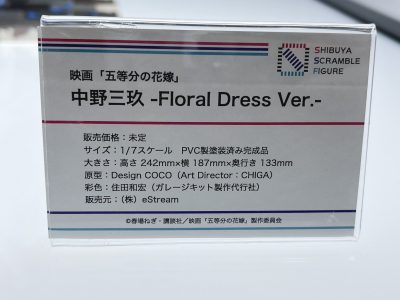 SHIBUYA
SCRAMBLE
FIGURE
映画「五等分の花嫁」
中野三玖 -Floral Dress Ver.-
販売価格：未定
サイズ：1/7スケール　PVC製塗装済み完成品
大きさ：高さ 242mm×横 187mm×奥行き 133mm
原型：Design COCO（Art Director：CHIGA）
彩色：住田和宏（ガレージキット製作代行社）
販売元：（株）eStream
©春場ねぎ・講談社／映画「五等分の花嫁」製作委員会